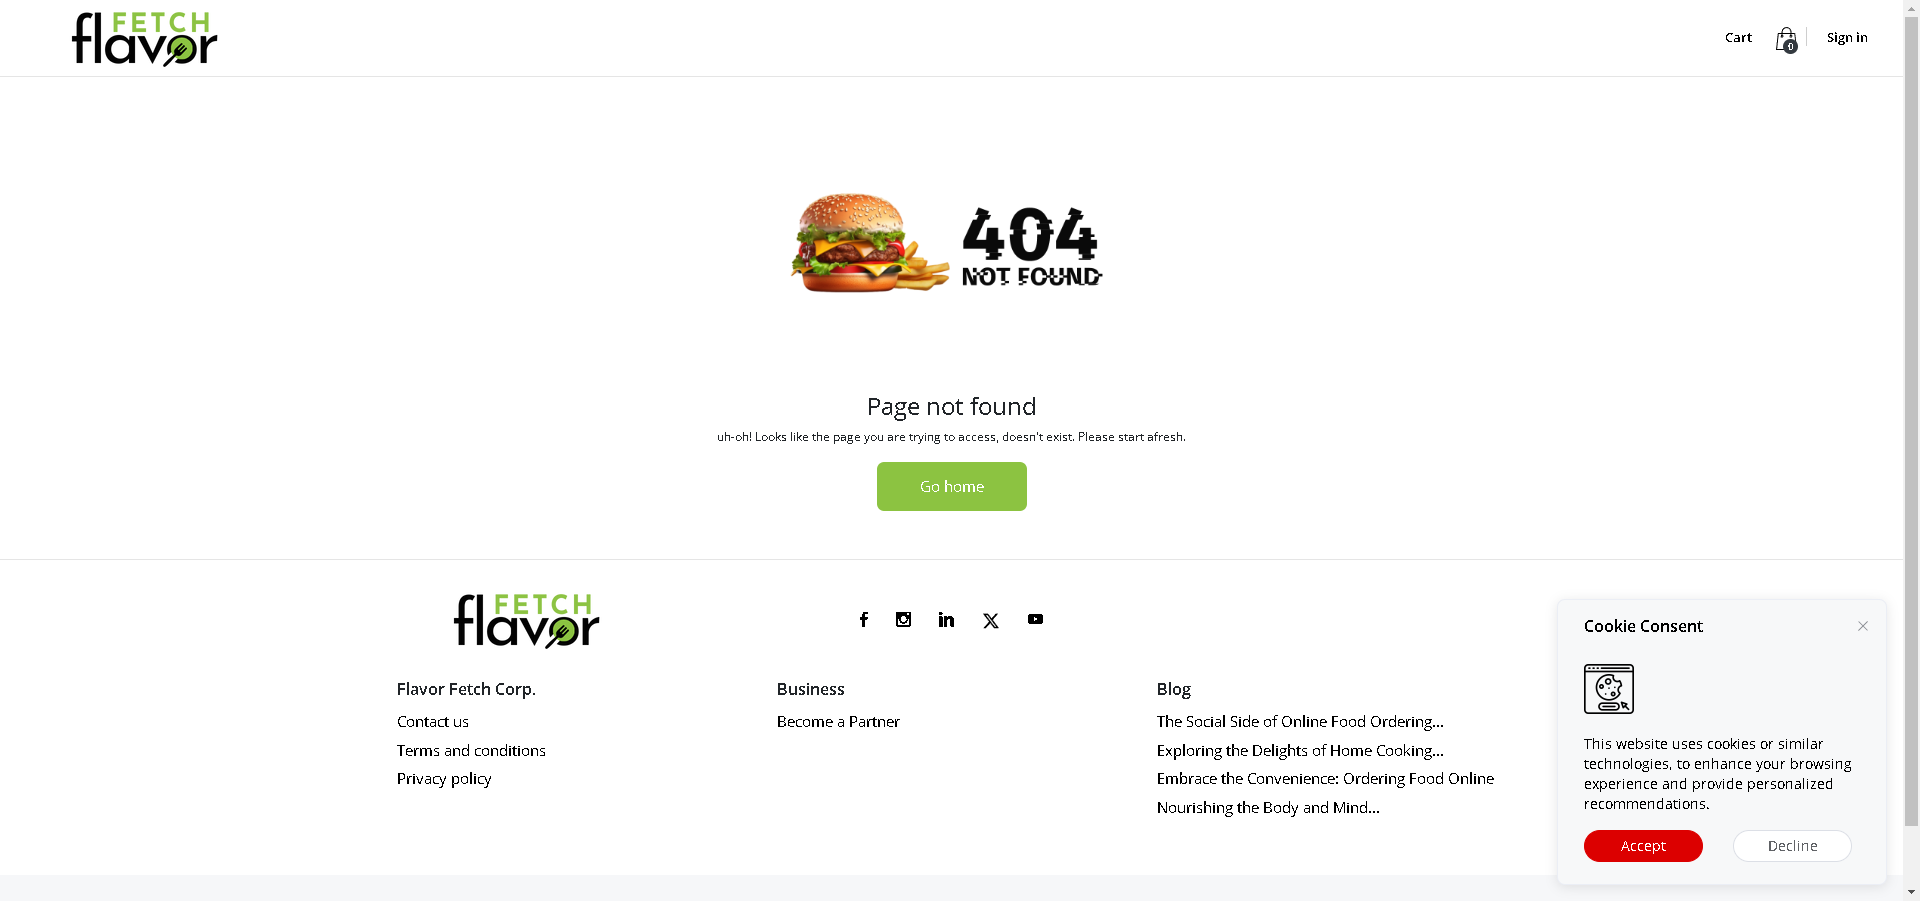 FETCH
flavor
Cart
0
Sign in
404
NOT FOUND
Page not found
uh-oh! Looks like the page you are trying to access, doesn't exist. Please start afresh.
Go home
FETCH
flavor
Flavor Fetch Corp.
Contact us
Terms and conditions
Privacy policy
Business
Become a Partner
Blog
The Social Side of Online Food Ordering...
Exploring the Delights of Home Cooking...
Embrace the Convenience: Ordering Food Online
Nourishing the Body and Mind...
Cookie Consent
This website uses cookies or similar
technologies, to enhance your browsing
experience and provide personalized
recommendations.
Accept
Decline